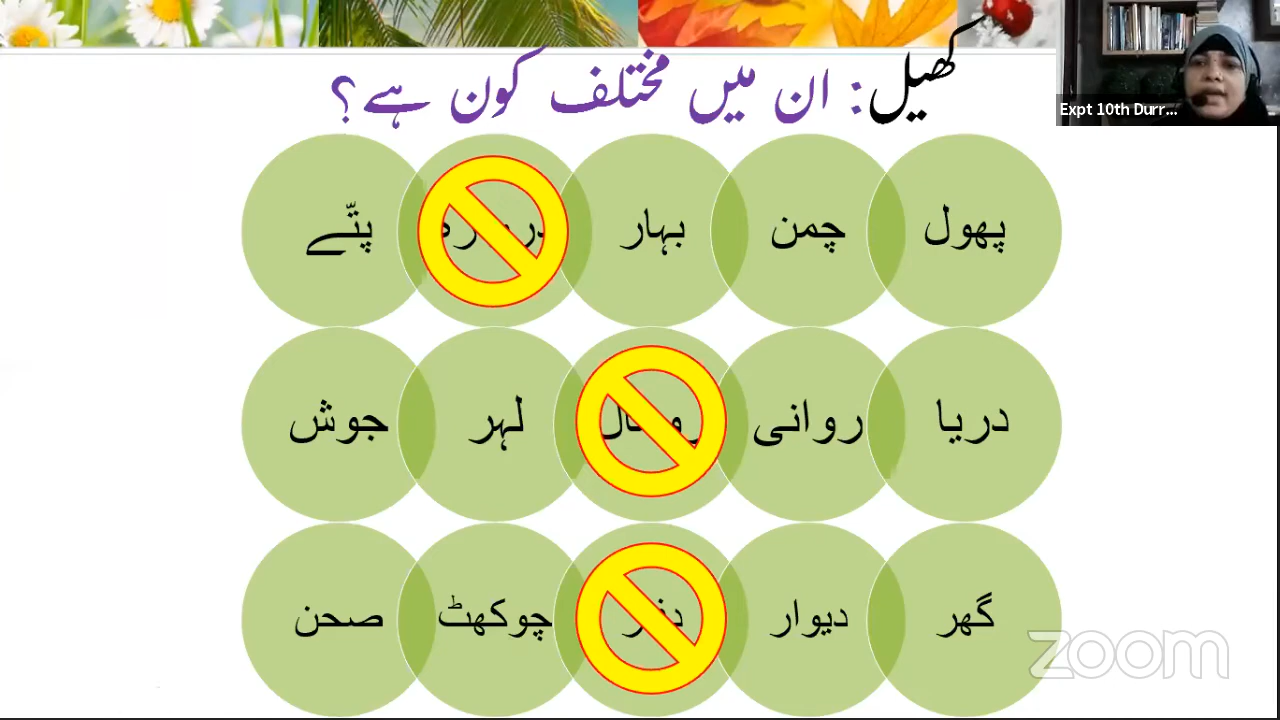 کھیل: ان میں مختلف کون ہے؟
Expt 10th Durr...
پھول چمن بہار پتّے
دریا روانی لہر جوش
گھر دیوار چوکھٹ صحن
zoom